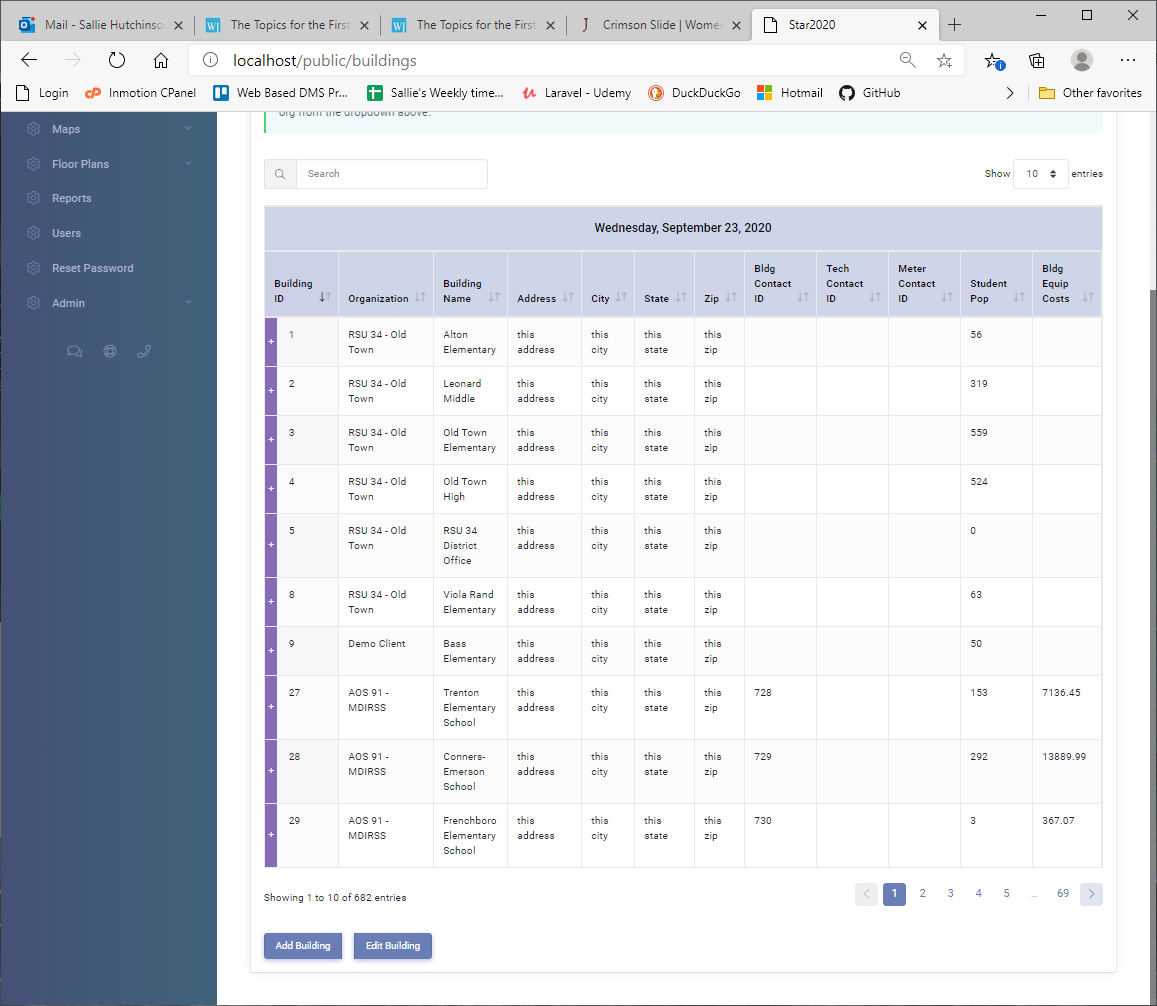 Mail - Sallie Hutchinso
The Topics for the First
The Topics for the First
Crimson Slide | Wome
Star2020
localhost/public/buildings
Login
Inmotion CPanel
Web Based DMS Pr...
Sallie's Weekly time...
Laravel - Udemy
DuckDuckGo
Hotmail
GitHub
Other favorites
Maps
Floor Plans
Reports
Users
Reset Password
Admin
org from the dropdown above.
Search
Show 10 entries
Wednesday, September 23, 2020
Building ID Organization Building Name Address City State Zip Bldg Contact ID Tech Contact ID Meter Contact ID Student Pop Bldg Equip Costs
+ 1 RSU 34 - Old Town Alton Elementary this address this city this state this zip 56
+ 2 RSU 34 - Old Town Leonard Middle this address this city this state this zip 319
+ 3 RSU 34 - Old Town Old Town Elementary this address this city this state this zip 559
+ 4 RSU 34 - Old Town Old Town High this address this city this state this zip 524
+ 5 RSU 34 - Old Town RSU 34 District Office this address this city this state this zip 0
+ 8 RSU 34 - Old Town Viola Rand Elementary this address this city this state this zip 63
+ 9 Demo Client Bass Elementary this address this city this state this zip 50
+ 27 AOS 91 - MDIRSS Trenton Elementary School this address this city this state this zip 728 153 7136.45
+ 28 AOS 91 - MDIRSS Conners-Emerson School this address this city this state this zip 729 292 13889.99
+ 29 AOS 91 - MDIRSS Frenchboro Elementary School this address this city this state this zip 730 3 367.07
Showing 1 to 10 of 682 entries
1 2 3 4 5 ... 69
Add Building
Edit Building